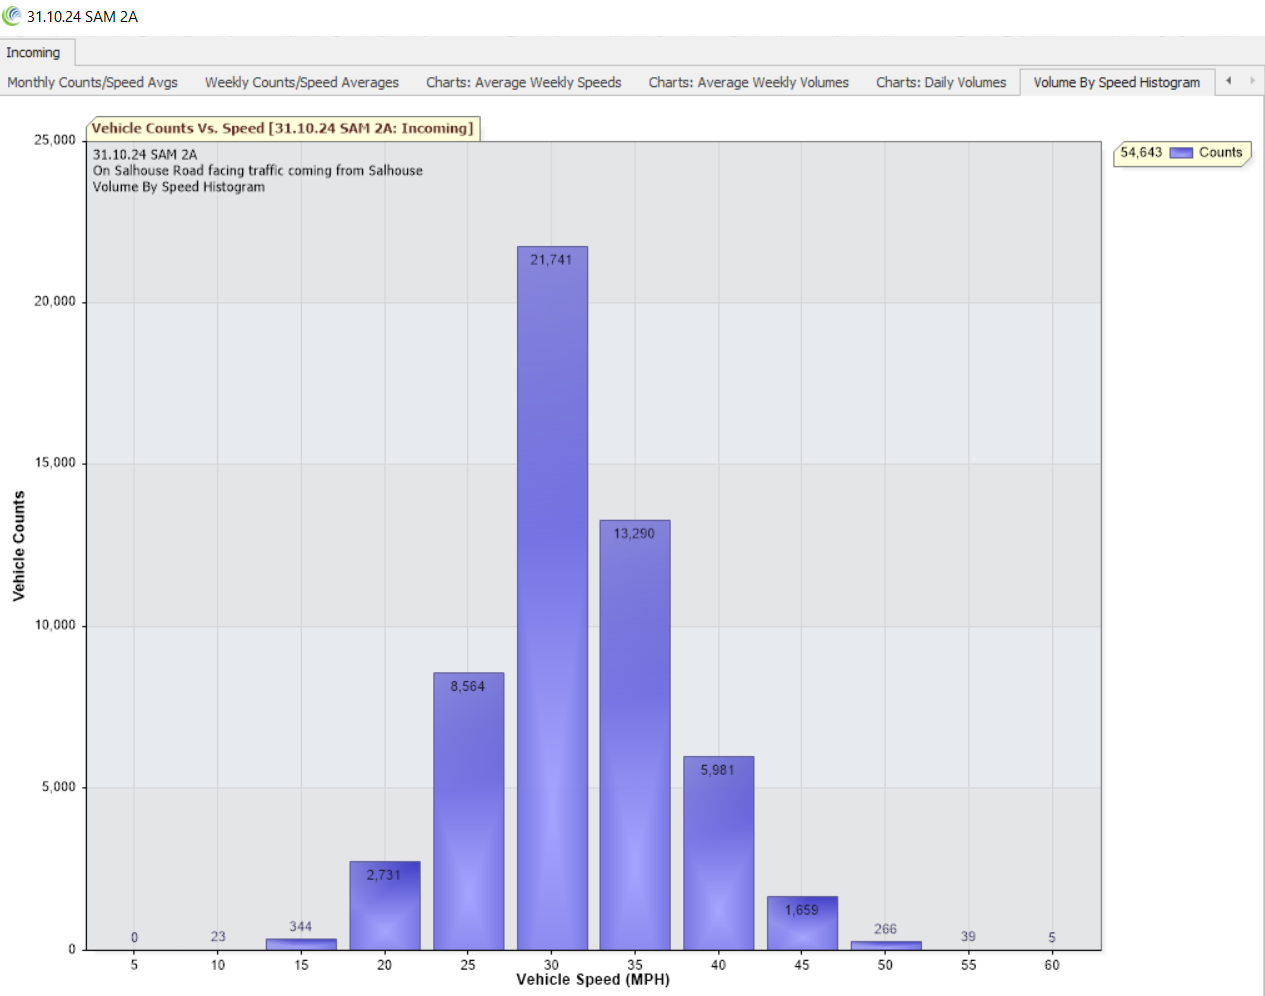 31.10.24 SAM 2A
Incoming
Monthly Counts/Speed Avgs Weekly Counts/Speed Averages Charts: Average Weekly Speeds Charts: Average Weekly Volumes Charts: Daily Volumes Volume By Speed Histogram
Vehicle Counts Vs. Speed [31.10.24 SAM 2A: Incoming]
31.10.24 SAM 2A
On Salhouse Road facing traffic coming from Salhouse
Volume By Speed Histogram
54,643 Counts
Vehicle Counts
25,000
20,000
15,000
10,000
5,000
0
0
23
344
2,731
8,564
21,741
13,290
5,981
1,659
266
39
5
5 10 15 20 25 30 35 40 45 50 55 60
Vehicle Speed (MPH)